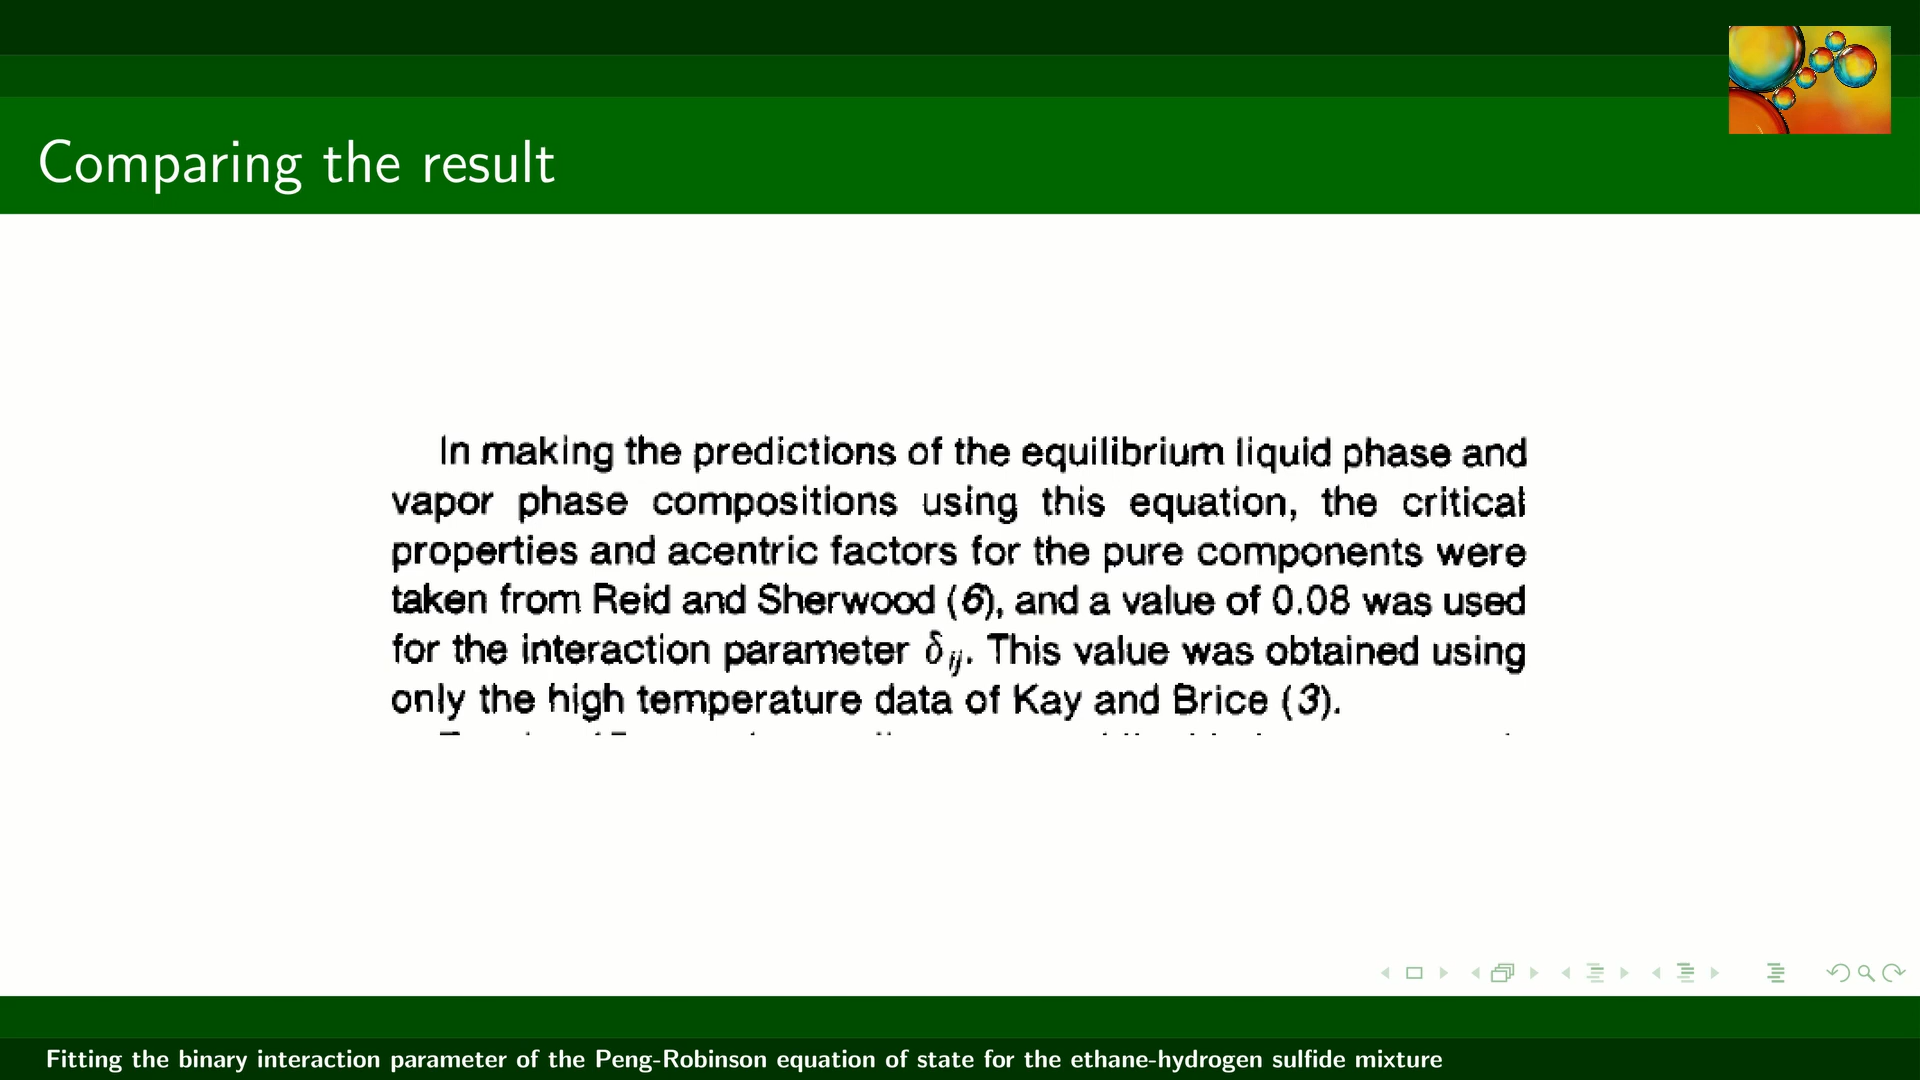 Comparing the result
In making the predictions of the equilibrium liquid phase and
vapor phase compositions using this equation, the critical
properties and acentric factors for the pure components were
taken from Reid and Sherwood (6), and a value of 0.08 was used
for the interaction parameter δij. This value was obtained using
only the high temperature data of Kay and Brice (3).
Fitting the binary interaction parameter of the Peng-Robinson equation of state for the ethane-hydrogen sulfide mixture